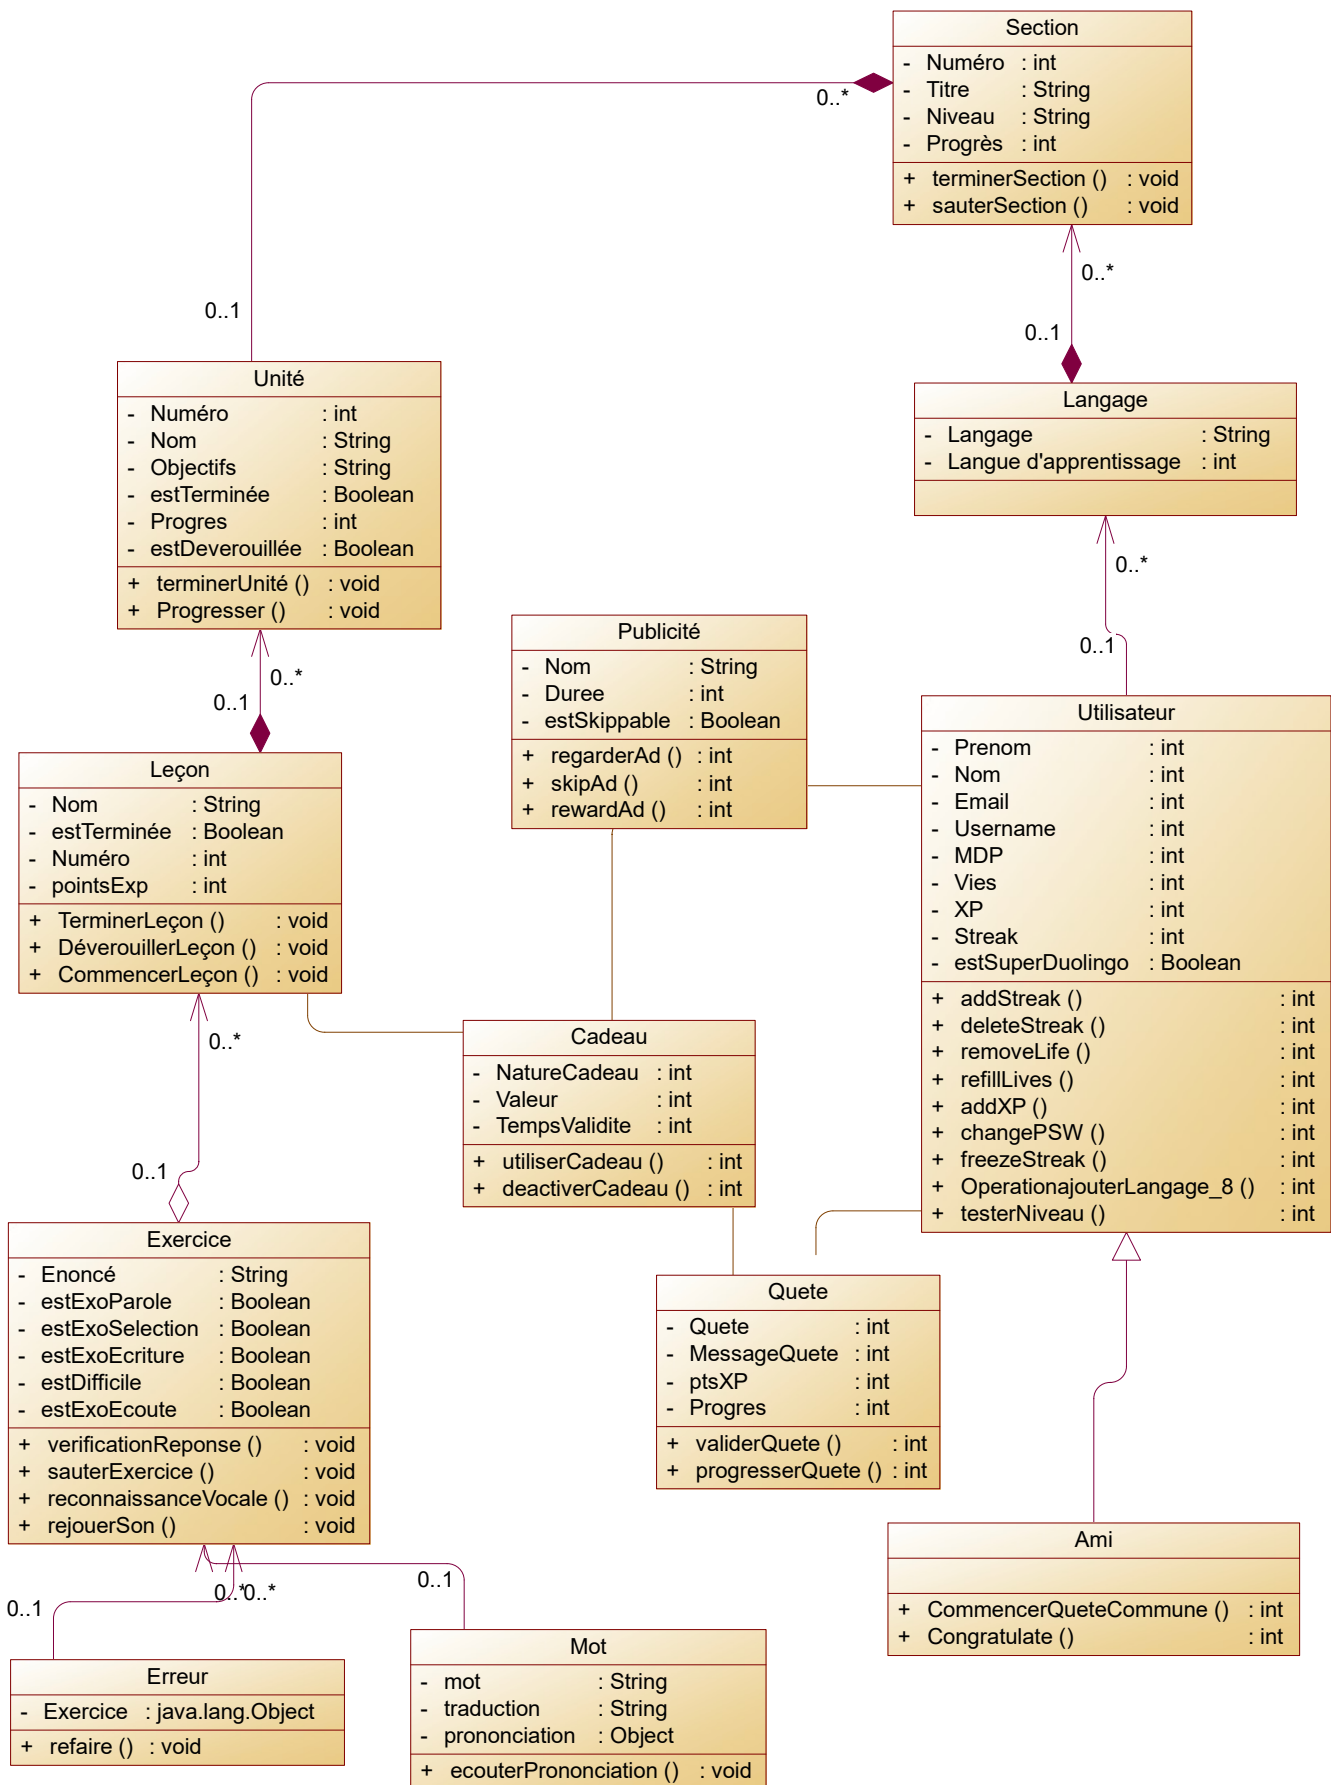 Section
- Numéro : int
- Titre : String
- Niveau : String
- Progrès : int
+ terminerSection () : void
+ sauterSection () : void
0..*
0..1
0..*
0..1
Unité
- Numéro : int
- Nom : String
- Objectifs : String
- estTerminée : Boolean
- Progres : int
- estDeverouillée : Boolean
+ terminerUnité () : void
+ Progresser () : void
Langage
- Langage : String
- Langue d'apprentissage : int
0..*
0..1
0..*
0..1
Publicité
- Nom : String
- Duree : int
- estSkippable : Boolean
+ regarderAd () : int
+ skipAd () : int
+ rewardAd () : int
Utilisateur
- Prenom : int
- Nom : int
- Email : int
- Username : int
- MDP : int
- Vies : int
- XP : int
- Streak : int
- estSuperDuolingo : Boolean
+ addStreak () : int
+ deleteStreak () : int
+ removeLife () : int
+ refillLives () : int
+ addXP () : int
+ changePSW () : int
+ freezeStreak () : int
+ OperationajouterLangage_8 () : int
+ testerNiveau () : int
Leçon
- Nom : String
- estTerminée : Boolean
- Numéro : int
- pointsExp : int
+ TerminerLeçon () : void
+ DéverouillerLeçon () : void
+ CommencerLeçon () : void
0..*
0..1
Cadeau
- NatureCadeau : int
- Valeur : int
- TempsValidite : int
+ utiliserCadeau () : int
+ deactiverCadeau () : int
Exercice
- Enoncé : String
- estExoParole : Boolean
- estExoSelection : Boolean
- estExoEcriture : Boolean
- estDifficile : Boolean
- estExoEcoute : Boolean
+ verificationReponse () : void
+ sauterExercice () : void
+ reconnaissanceVocale () : void
+ rejouerSon () : void
Quete
- Quete : int
- MessageQuete : int
- ptsXP : int
- Progres : int
+ validerQuete () : int
+ progresserQuete () : int
Ami
+ CommencerQueteCommune () : int
+ Congratulate () : int
0..1
0..*
0..*
0..1
Erreur
- Exercice : java.lang.Object
+ refaire () : void
Mot
- mot : String
- traduction : String
- prononciation : Object
+ ecouterPrononciation () : void